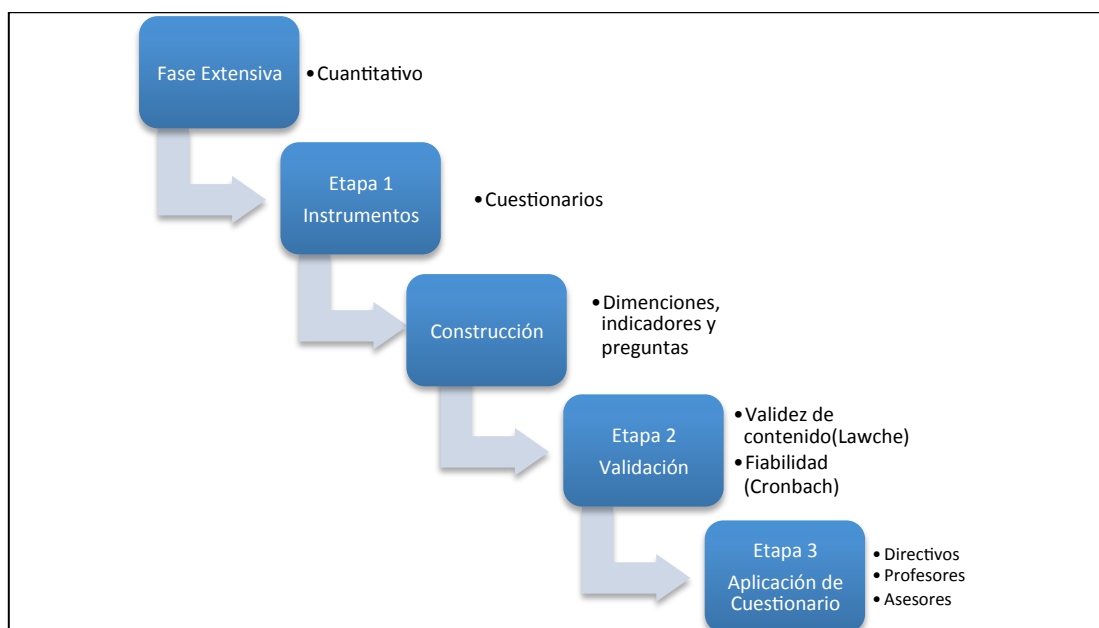 Fase Extensiva
•Cuantitativo
Etapa 1
Instrumentos
•Cuestionarios
Construcción
•Dimenciones,
indicadores y
preguntas
Etapa 2
Validación
•Validez de
contenido(Lawche)
•Fiabilidad
(Cronbach)
Etapa 3
Aplicación de
Cuestionario
•Directivos
•Profesores
•Asesores